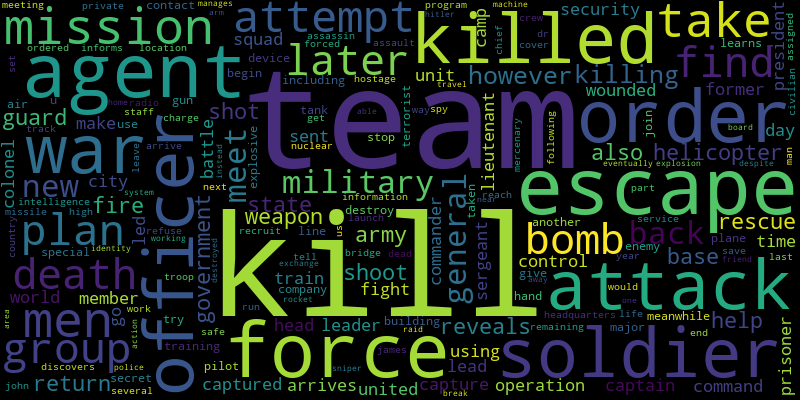 meeting private contact manages program machine
mission attempt killed take
ordered informs location arm hitler crew
agent squad assassin forced assault camp chief dr cover security president assigned
later however killing find learns
set device including unit wounded former civilian
air u begin homeradio gun shot tank able way spy travel
guard staff get terrorist team order day
colonel track make use charge sent stop nuclear lieutenant mercenary following join board man
war officer leave battle instead explosive meet military also helicopter
arrive eventually explosion despite
new city next information general escape part
intelligence system state destroy reach
missile high fire led government weapon launch commander taken near service rescue
country plan refuse recruit line us army sergeant another bomb back time
special identity working destroyed kill bridge dead control enemy plane
death troop tell exchange train shoot give base save friend year last
world member company rocket fight hand attack
area men go work safe run would one
try head leader building reveals headquarters life meanwhile help
group action training force raid using remaining major end prisoner
discovers police pilot james lead soldier
john return secret captured arrives united sniper capture operation captain command
several break